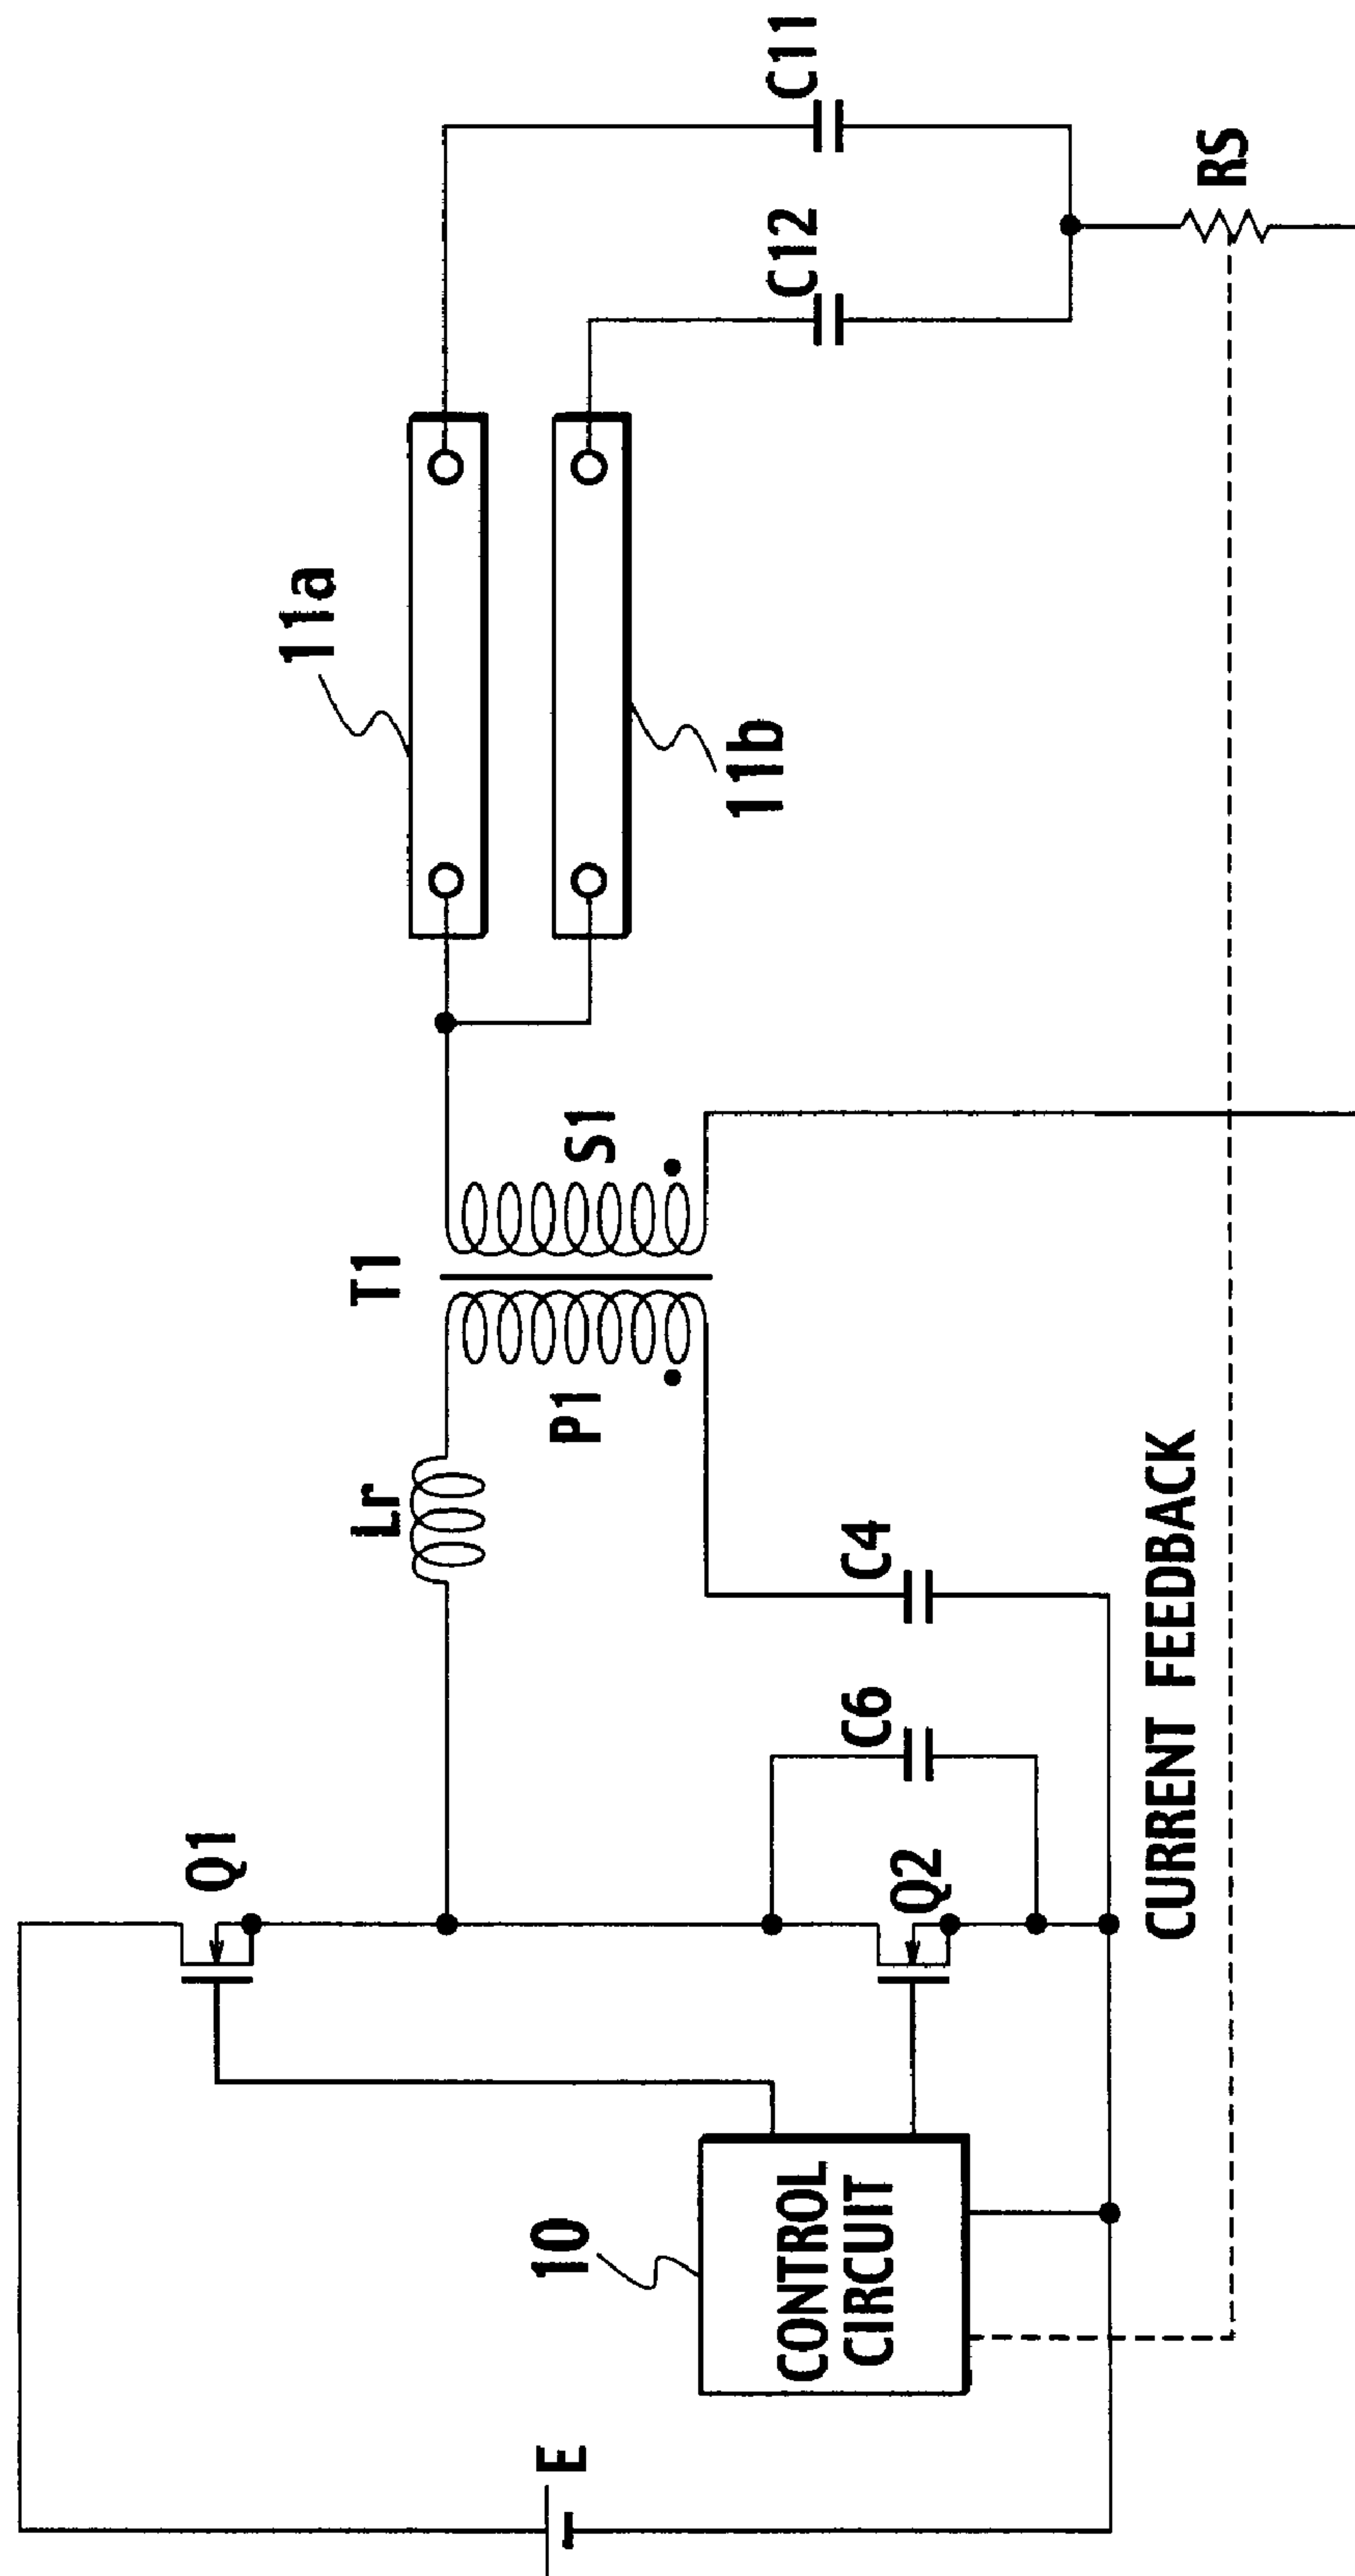 E
10
CONTROL
CIRCUIT
Q1
Q2
C6
C4
CURRENT FEEDBACK
Lr
T1
P1
S1
11a
11b
C12
C11
RS